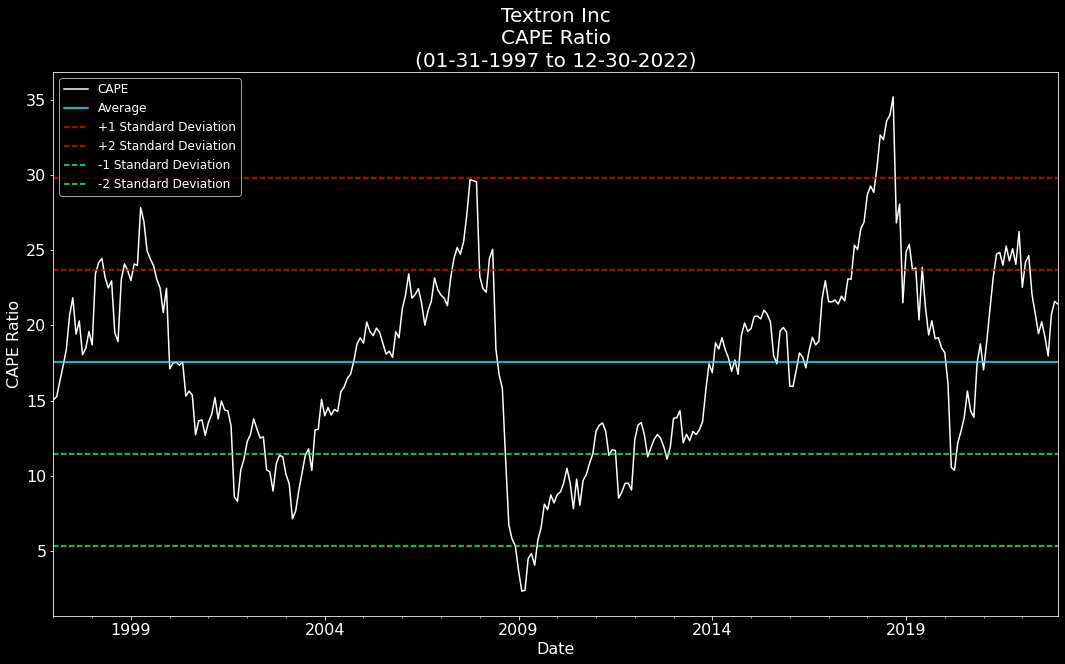 Textron Inc
CAPE Ratio
(01-31-1997 to 12-30-2022)
CAPE
Average
+1 Standard Deviation
+2 Standard Deviation
-1 Standard Deviation
-2 Standard Deviation
35
30
25
20
15
10
5
CAPE Ratio
1999
2004
2009
2014
2019
Date